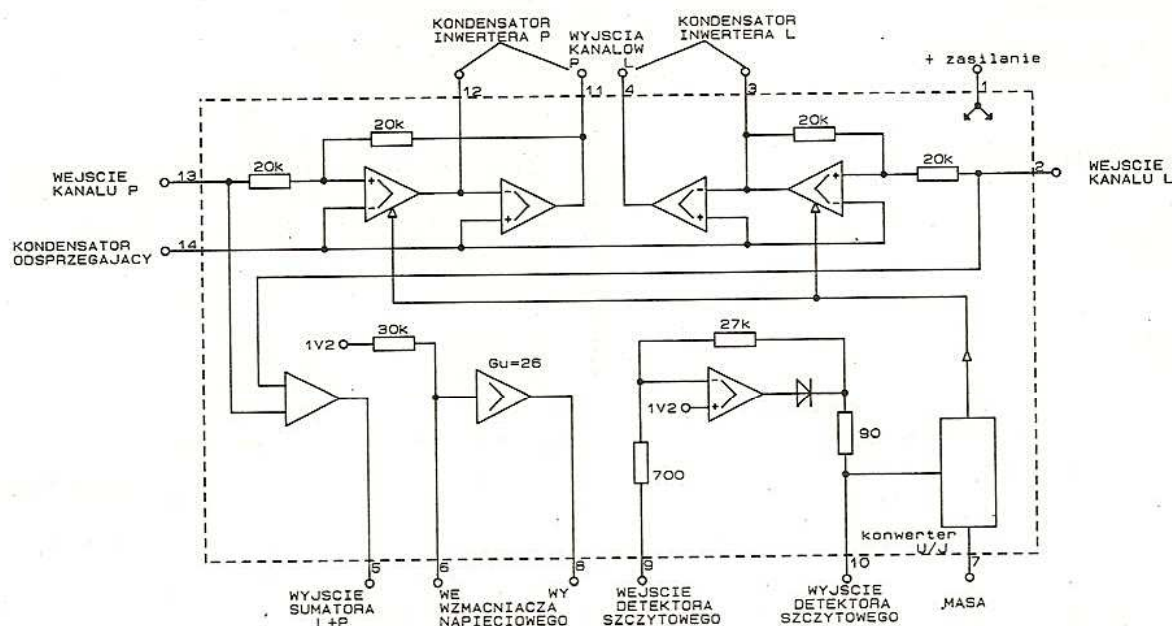 KONDENSATOR
INWERTERA P
WYJSCIA
KANALOW
P L
KONDENSATOR
INWERTERA L
+ zasilanie
12
11
4
3
1
20k
20k
20k
20k
WEJSCIE
KANALU P
13
2
WEJSCIE
KANALU L
KONDENSATOR
ODSPRZEGAJACY
14
+
-
-
+
-
+
+
-
30k
1V2
Gu=26
27k
-
+
1V2
90
700
konwerter
U/J
5
6
8
9
10
7
WYJSCIE
SUMATORA
L+P
WE WY
WZMACNIACZA
NAPIECIOWEGO
WEJSCIE
DETEKTORA
SZCZYTOWEGO
WYJSCIE
DETEKTORA
SZCZYTOWEGO
MASA